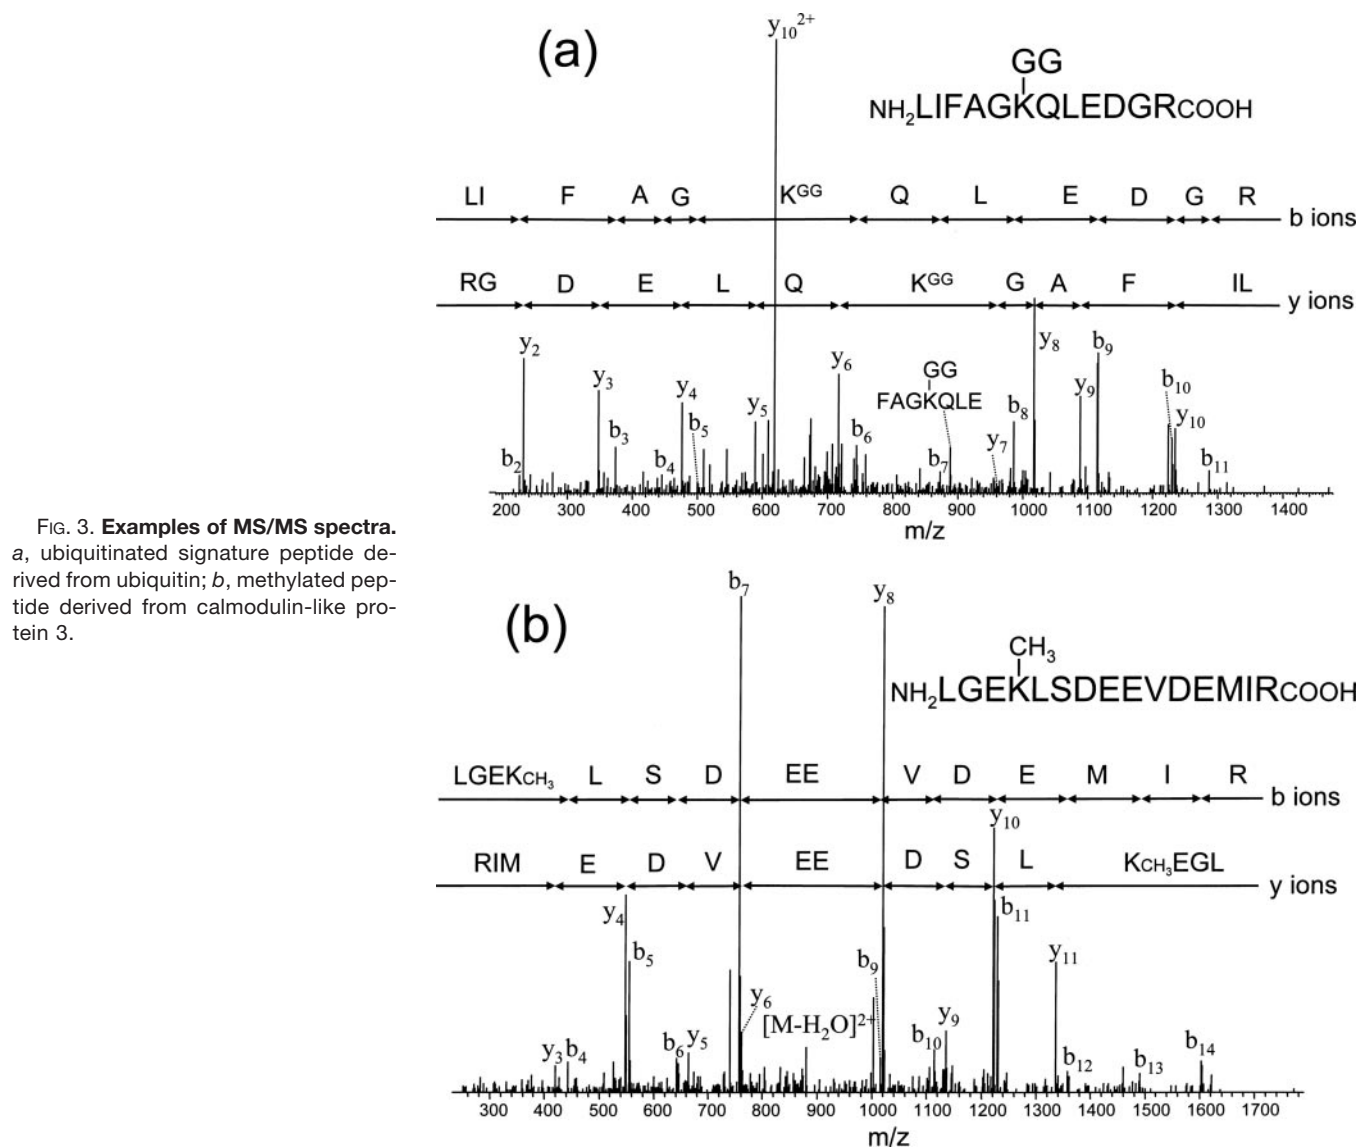 (a)
y10 2+
GG
NH2LIFAGKQLEDGRCOOH
LI F A G KGG Q L E D G R b ions
RG D E L Q KGG G A F IL y ions
y2 y3 y4 y5 y6 y7 y8 y9 y10
b2 b3 b4 b5 b6 b7 b8 b9 b10 b11
GG
FAGKQLE
200 300 400 500 600 700 800 900 1000 1100 1200 1300 1400
m/z
FIG. 3. Examples of MS/MS spectra.
a, ubiquitinated signature peptide de-
rived from ubiquitin; b, methylated pep-
tide derived from calmodulin-like pro-
tein 3.
(b)
b7 y8
CH3
NH2LGEKLSDEEVDEMIRCOOH
LGEKCH3 L S D EE V D E M I R b ions
RIM E D V EE D S L KCH3EGL y ions
y3 y4 y5 y6 y9 y10 y11
b4 b5 b6 b9 b10 b11 b12 b13 b14
[M-H2O]2+
300 400 500 600 700 800 900 1000 1100 1200 1300 1400 1500 1600 1700
m/z